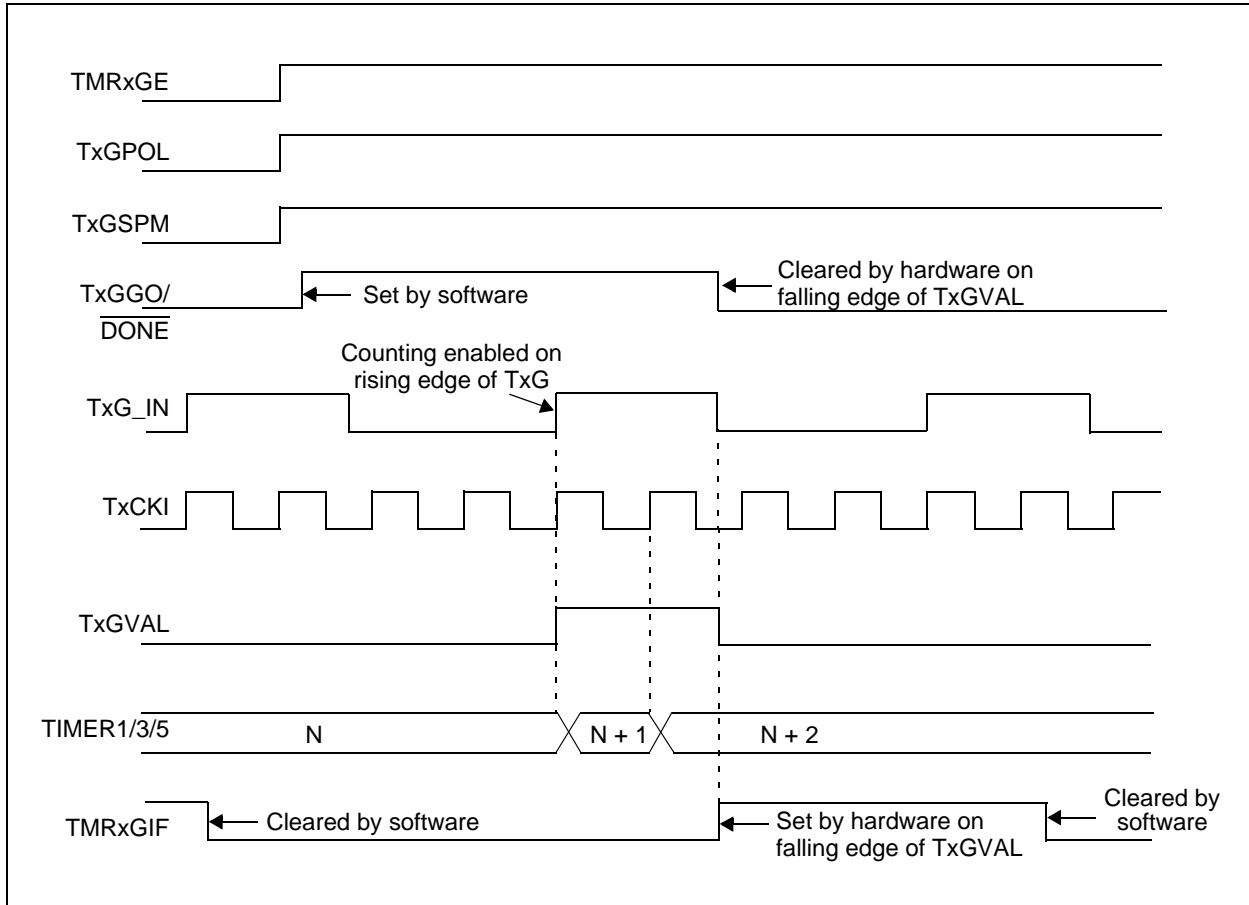 TMRxGE
TxGPOL
TxGSPM
TxGGO/
DONE
Set by software
Cleared by hardware on
falling edge of TxGVAL
Counting enabled on
rising edge of TxG
TxG_IN
TxCKI
TxGVAL
TIMER1/3/5
N
N + 1
N + 2
TMRxGIF
Cleared by software
Set by hardware on
falling edge of TxGVAL
Cleared by
software